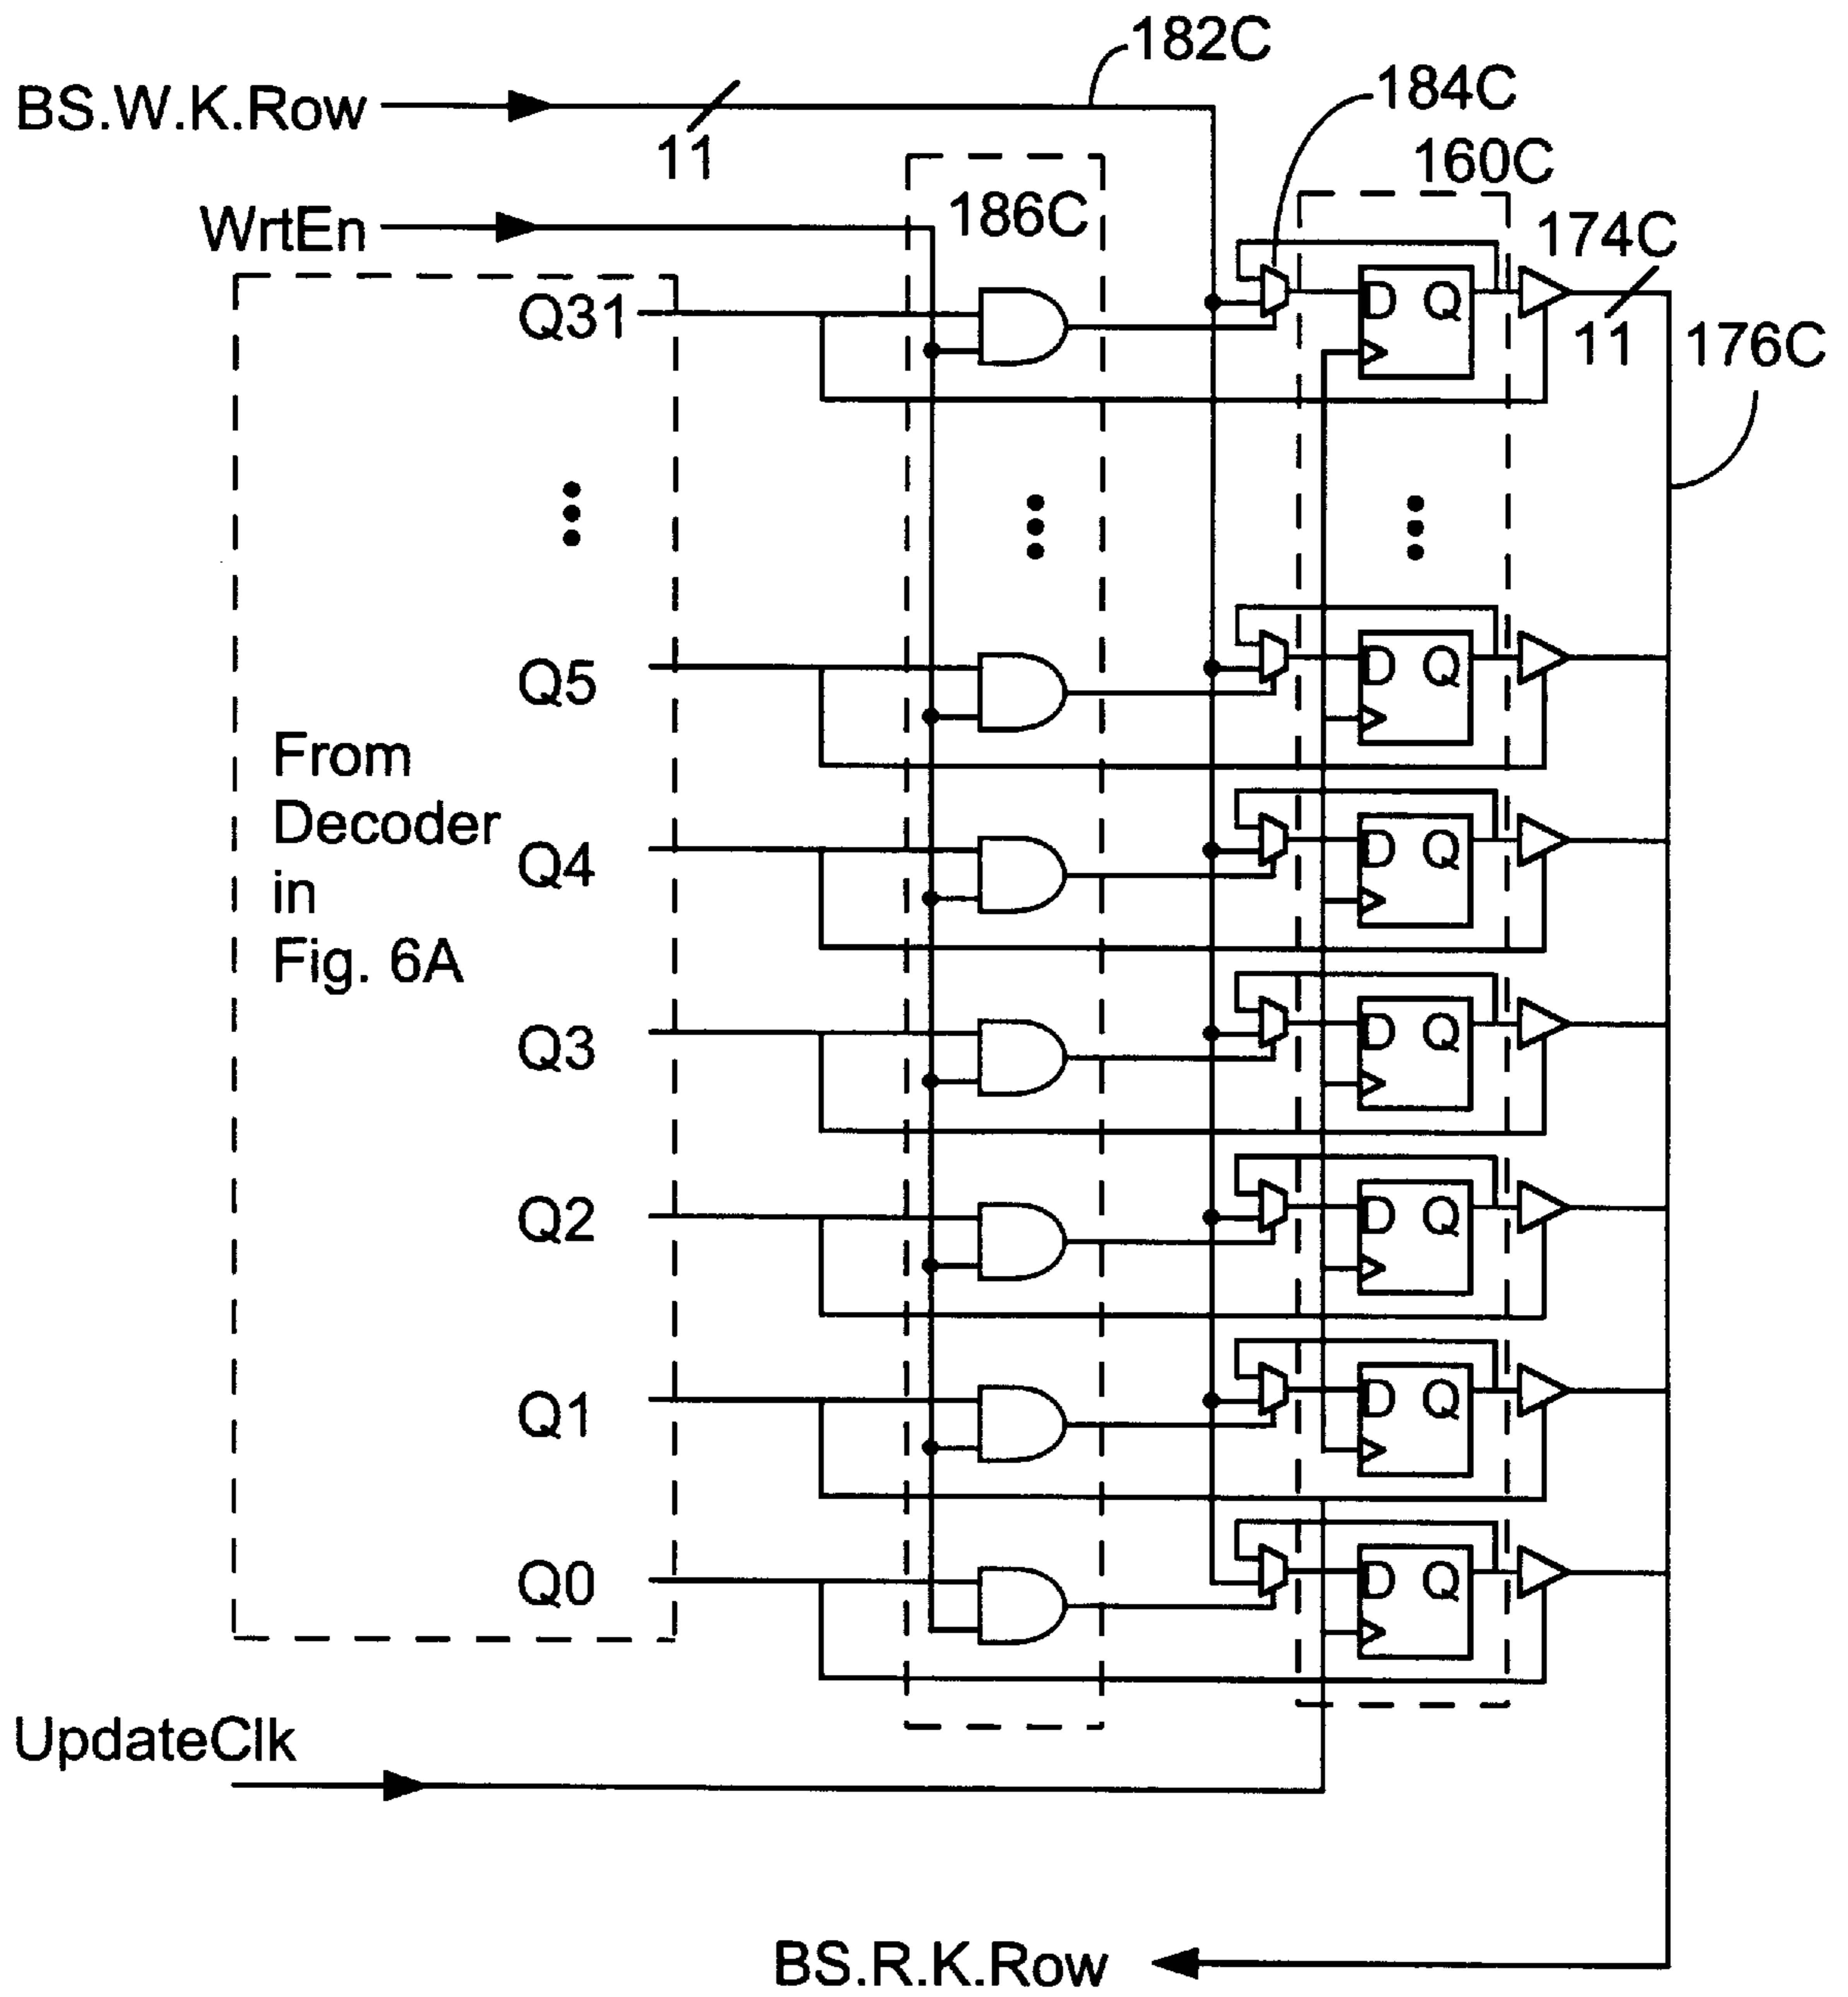 182C
BS.W.K.Row
11
184C
160C
WrtEn
186C
174C
Q31
D Q
11
176C
Q5
D Q
From
Decoder
in
Fig. 6A
Q4
D Q
Q3
D Q
Q2
D Q
Q1
D Q
Q0
D Q
UpdateClk
BS.R.K.Row